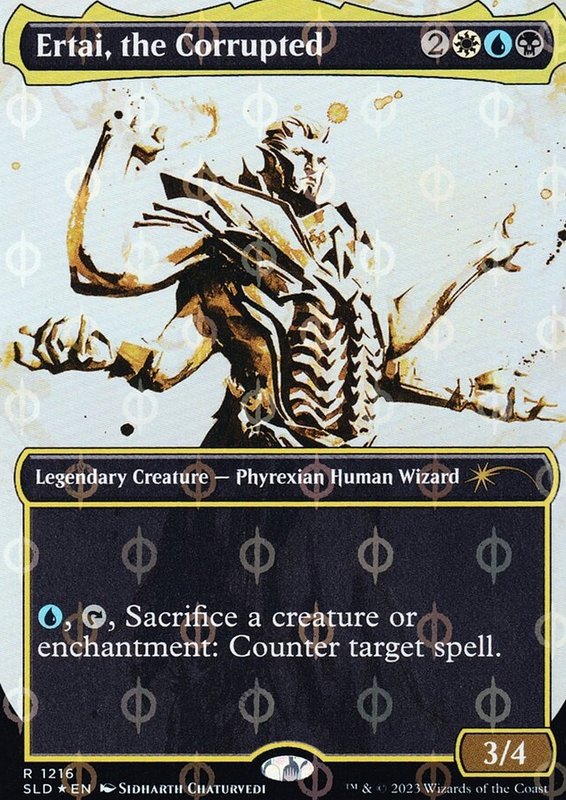 Ertai, the Corrupted 2
Legendary Creature — Phyrexian Human Wizard
, , Sacrifice a creature or
enchantment: Counter target spell.
3/4
R 1216
SLD ★ EN SIDHARTH CHATURVEDI ™ & © 2023 Wizards of the Coast